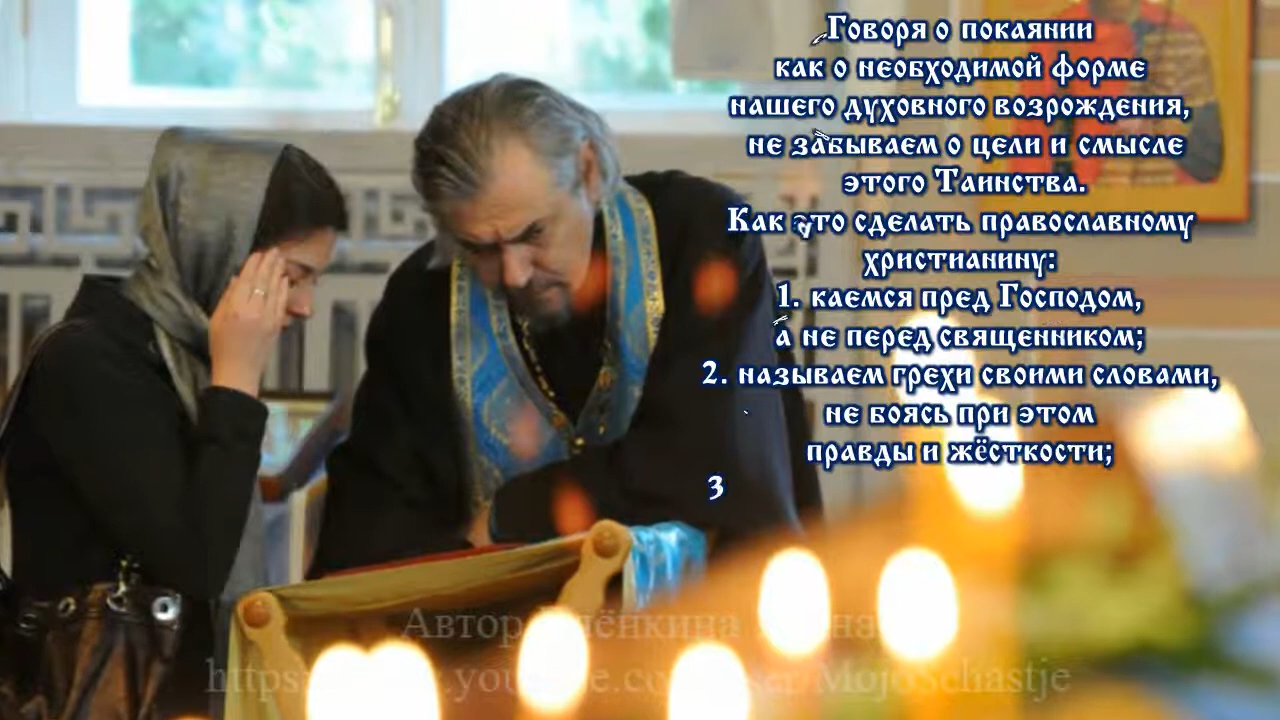 Говоря о покаянии
как о необходимой форме
нашего духовного возрождения,
не забываем о цели и смысле
этого Таинства.
Как это сделать православному
христианину:
1. каемся пред Господом,
а не перед священником;
2. называем грехи своими словами,
не боясь при этом
правды и жёсткости;
3
Автор
MojoSchastje